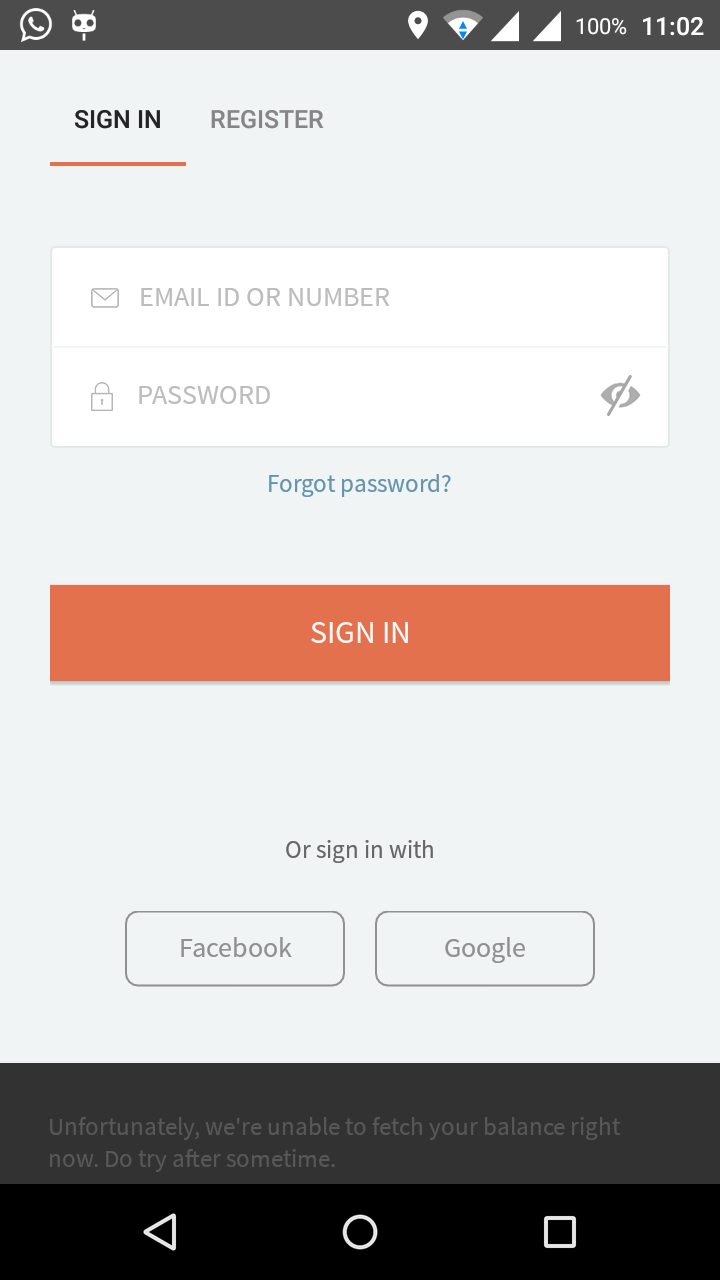 100% 11:02
SIGN IN REGISTER
EMAIL ID OR NUMBER
PASSWORD
Forgot password?
SIGN IN
Or sign in with
Facebook Google
Unfortunately, we're unable to fetch your balance right
now. Do try after sometime.